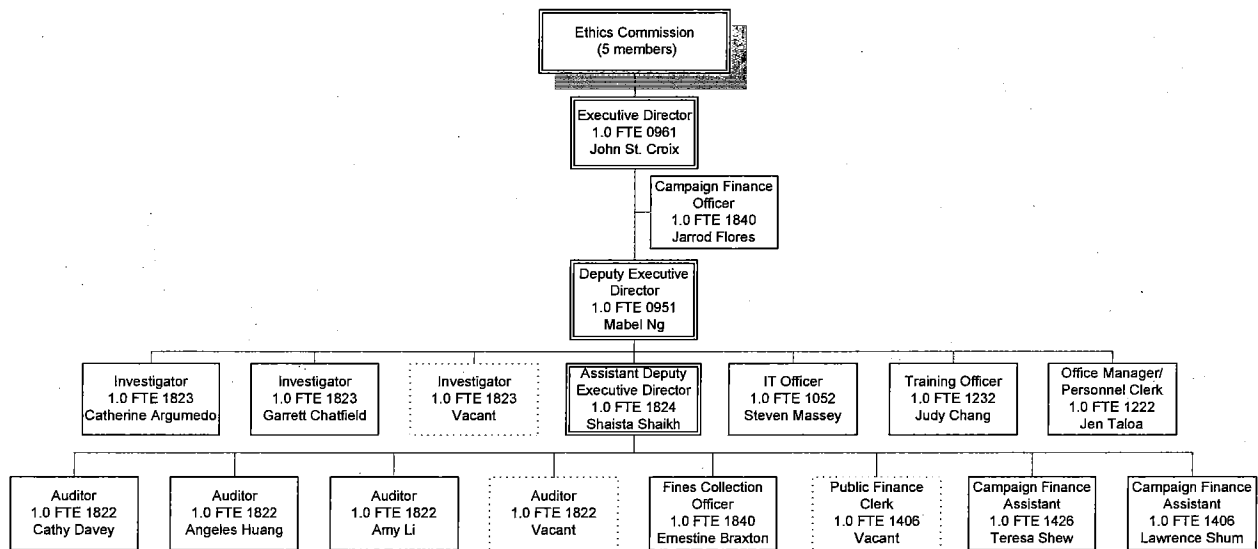 Ethics Commission
(5 members)
Executive Director
1.0 FTE 0961
John St. Croix
Campaign Finance
Officer
1.0 FTE 1840
Jarrod Flores
Deputy Executive
Director
1.0 FTE 0951
Mabel Ng
Investigator
1.0 FTE 1823
Catherine Argumedo
Investigator
1.0 FTE 1823
Garrett Chatfield
Investigator
1.0 FTE 1823
Vacant
Assistant Deputy
Executive Director
1.0 FTE 1824
Shaista Shaikh
IT Officer
1.0 FTE 1052
Steven Massey
Training Officer
1.0 FTE 1232
Judy Chang
Office Manager/
Personnel Clerk
1.0 FTE 1222
Jen Taloa
Auditor
1.0 FTE 1822
Cathy Davey
Auditor
1.0 FTE 1822
Angeles Huang
Auditor
1.0 FTE 1822
Amy Li
Auditor
1.0 FTE 1822
Vacant
Fines Collection
Officer
1.0 FTE 1840
Ernestine Braxton
Public Finance
Clerk
1.0 FTE 1406
Vacant
Campaign Finance
Assistant
1.0 FTE 1426
Teresa Shew
Campaign Finance
Assistant
1.0 FTE 1406
Lawrence Shum